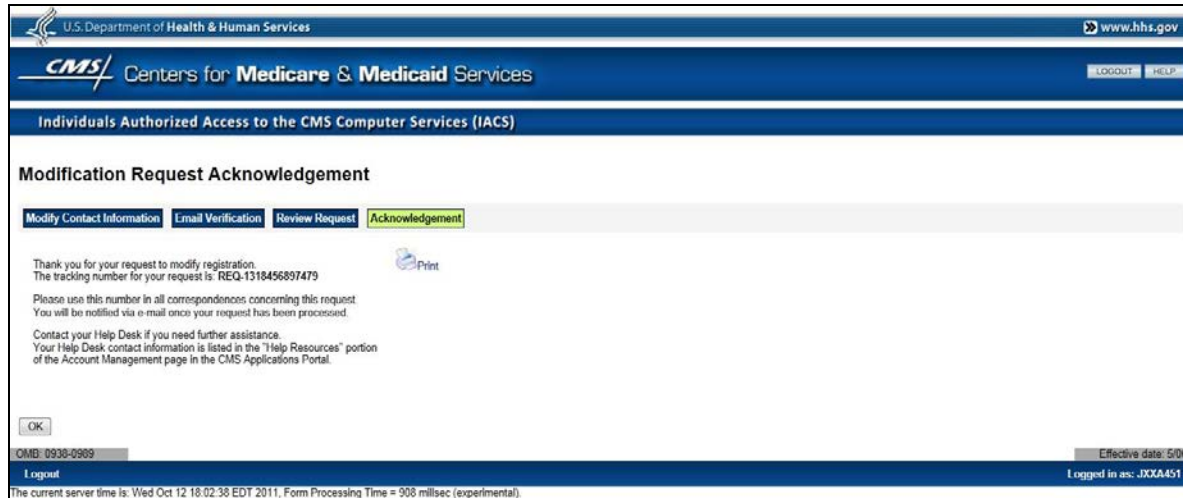 U.S. Department of Health & Human Services
www.hhs.gov
CMS Centers for Medicare & Medicaid Services
LOGOUT HELP
Individuals Authorized Access to the CMS Computer Services (IACS)
Modification Request Acknowledgement
Modify Contact Information Email Verification Review Request Acknowledgement
Thank you for your request to modify registration.
The tracking number for your request is: REQ-1318456897479
Print
Please use this number in all correspondences concerning this request
You will be notified via e-mail once your request has been processed.
Contact your Help Desk if you need further assistance.
Your Help Desk contact information is listed in the "Help Resources" portion
of the Account Management page in the CMS Applications Portal.
OK
OMB: 0938-0989
Effective date: 5/0
Logout
Logged in as: JXXA451
The current server time is: Wed Oct 12 18:02:38 EDT 2011, Form Processing Time = 908 millsec (experimental).